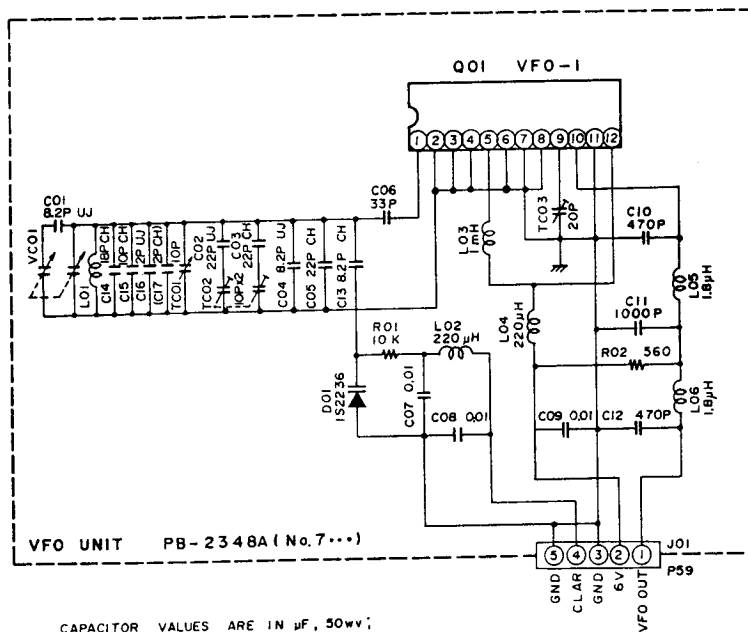 Q01 VFO-1
1 2 3 4 5 6 7 8 9 10 11 12
C06
33P
C01
8.2P UJ
VC01
L01
C14 18P CH
C15 10P CH
C16 2P UJ
(C17 2P CH)
TC01 10P
C02 22P UJ
TC02 10P×2
C03 22P CH
C04 8.2P UJ
C05 22P CH
C13 8.2P CH
L03
1mH
TC03
20P
C10
470P
L05
1.8μH
C11
1000P
L04
220μH
R02 560
L06
1.8μH
R01
10K
L02
220μH
D01
1S2236
C07 0.01
C08 0.01
C09 0.01
C12 470P
VFO UNIT PB-2348A (No.7···)
5 4 3 2 1
J01
P59
GND
CLAR
GND
6V
VFO OUT
CAPACITOR VALUES ARE IN μF, 50WV;